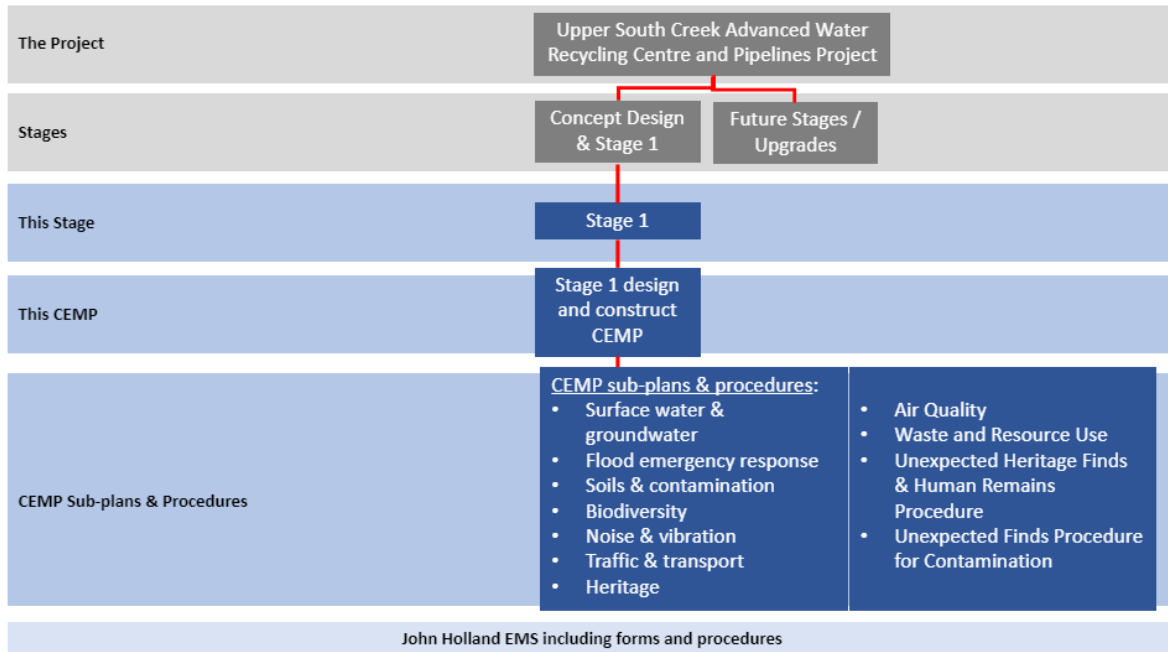 The Project
Upper South Creek Advanced Water
Recycling Centre and Pipelines Project
Stages
Concept Design
& Stage 1
Future Stages /
Upgrades
This Stage
Stage 1
This CEMP
Stage 1 design
and construct
CEMP
CEMP Sub-plans & Procedures
CEMP sub-plans & procedures:
• Surface water &
groundwater
• Flood emergency response
• Soils & contamination
• Biodiversity
• Noise & vibration
• Traffic & transport
• Heritage
• Air Quality
• Waste and Resource Use
• Unexpected Heritage Finds
& Human Remains
Procedure
• Unexpected Finds Procedure
for Contamination
John Holland EMS including forms and procedures